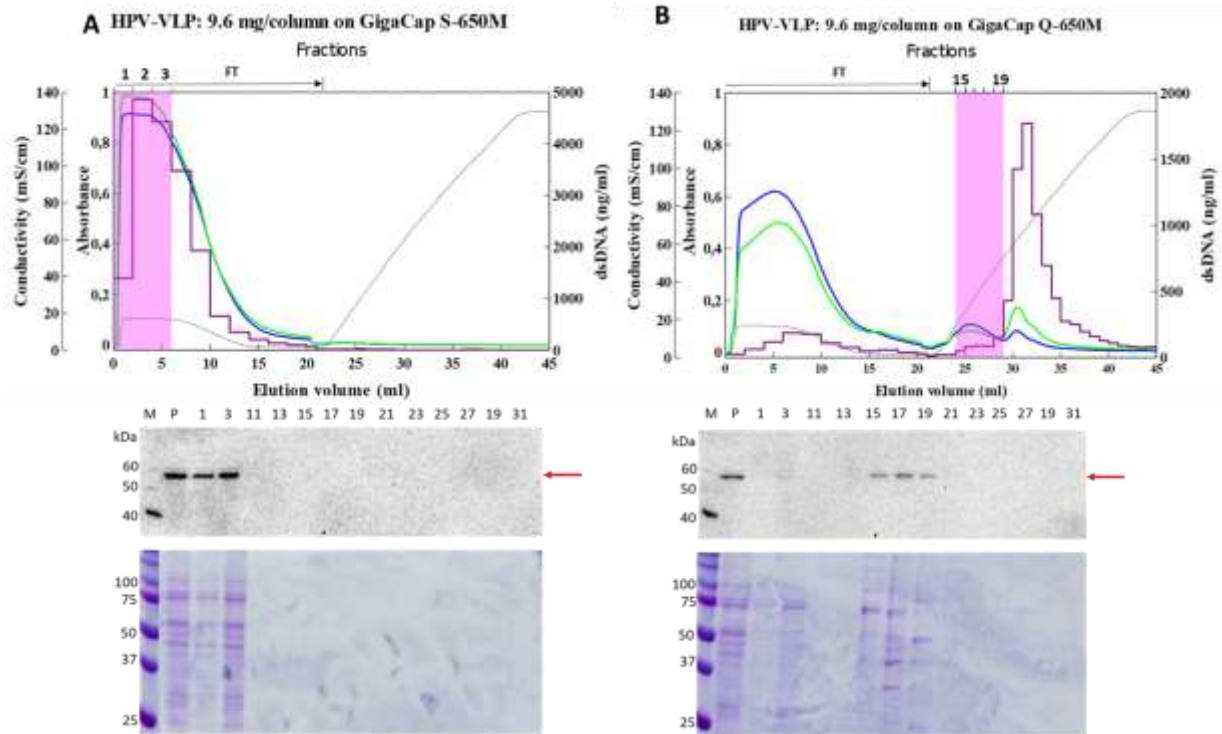 A HPV-VLP: 9.6 mg/column on GigaCap S-650M
Fractions
1 2 3 FT
140 1 5000
120 0,8 4000
100
80 0,6 3000
60 0,4 2000
40
20 0,2 1000
0 0 0
Conductivity (mS/cm)
Absorbance
dsDNA (ng/ml)
0 5 10 15 20 25 30 35 40 45
Elution volume (ml)
M P 1 3 11 13 15 17 19 21 23 25 27 19 31
kDa
60
50
40
100
75
50
37
25
B HPV-VLP: 9.6 mg/column on GigaCap Q-650M
Fractions
FT 15 19
140 1 2000
120 0,8
100 1500
80 0,6
60 0,4 1000
40 500
20 0,2
0 0 0
Conductivity (mS/cm)
Absorbance
dsDNA (ng/ml)
0 5 10 15 20 25 30 35 40 45
Elution volume (ml)
M P 1 3 11 13 15 17 19 21 23 25 27 19 31
kDa
60
50
40
100
75
50
37
25